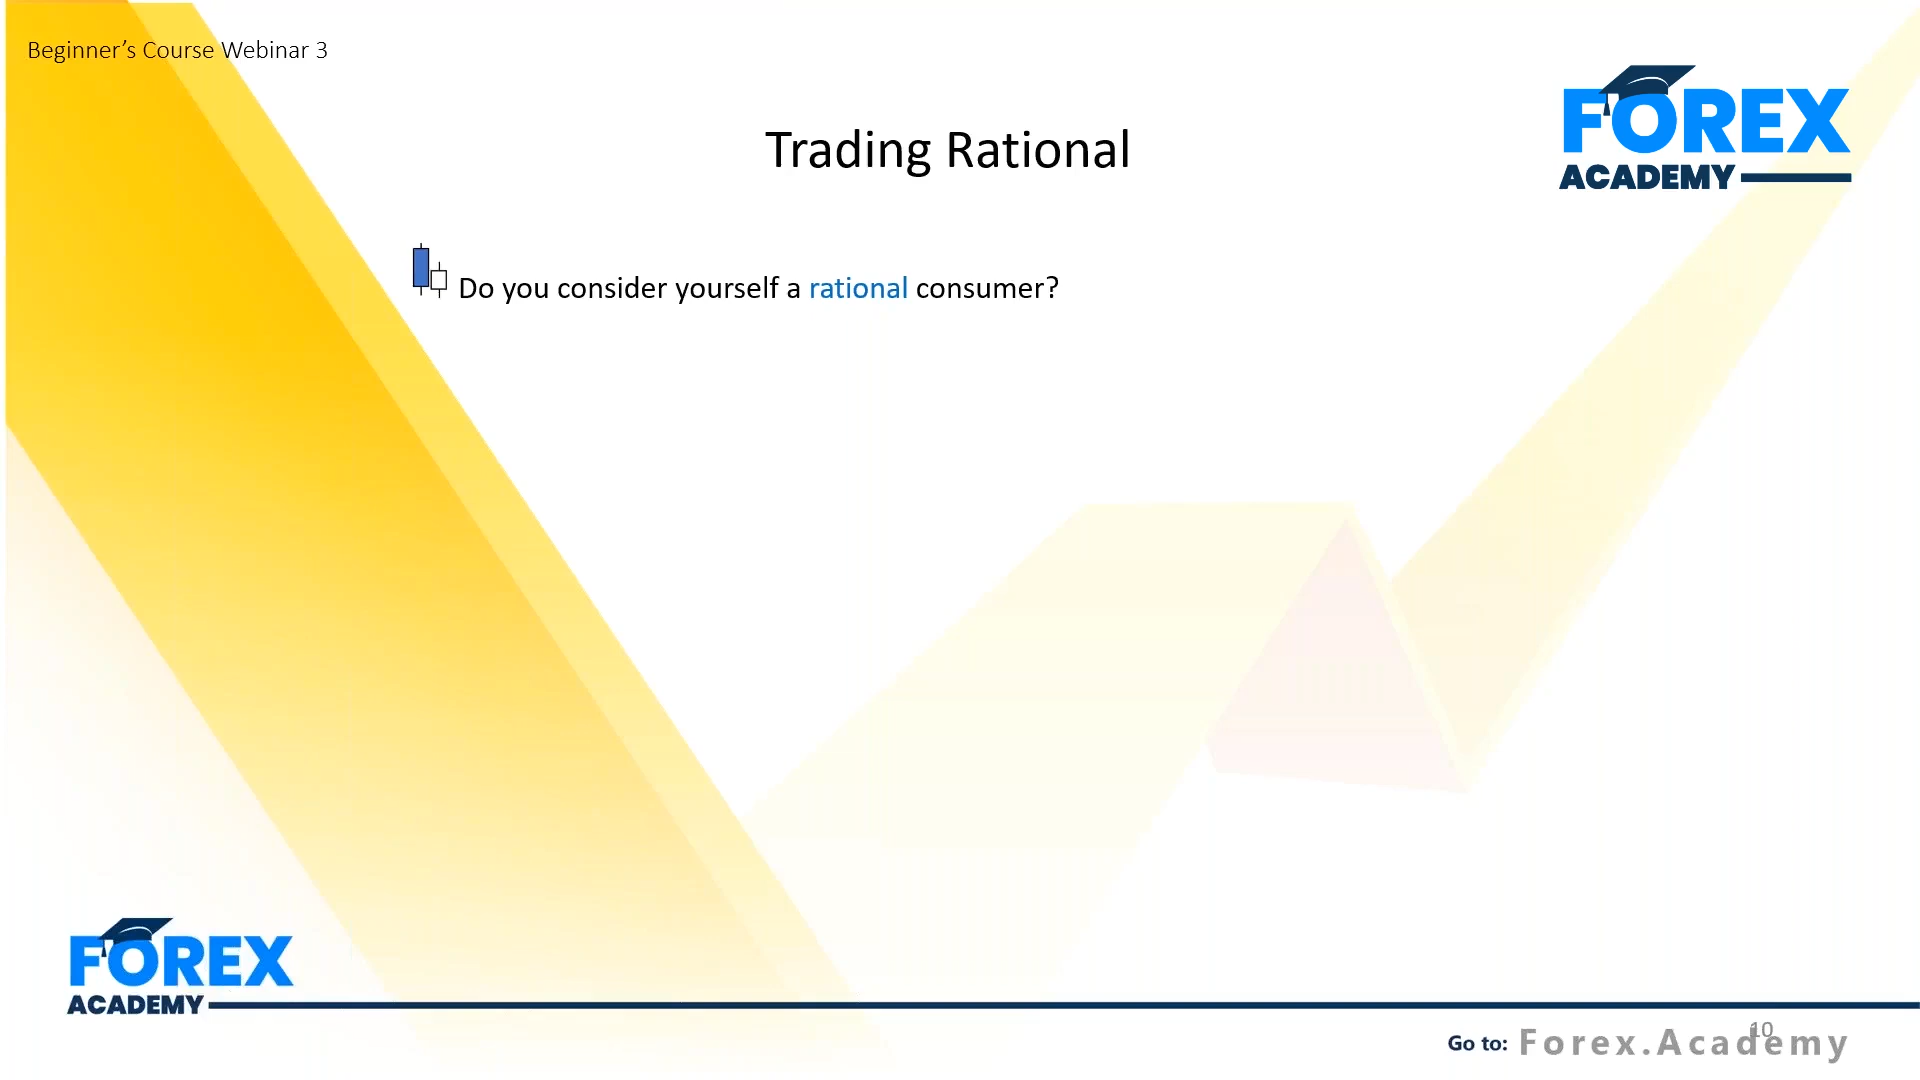 Beginner’s Course Webinar 3
FOREX
ACADEMY
Trading Rational
Do you consider yourself a rational consumer?
FOREX
ACADEMY
10
Go to: Forex.Academy